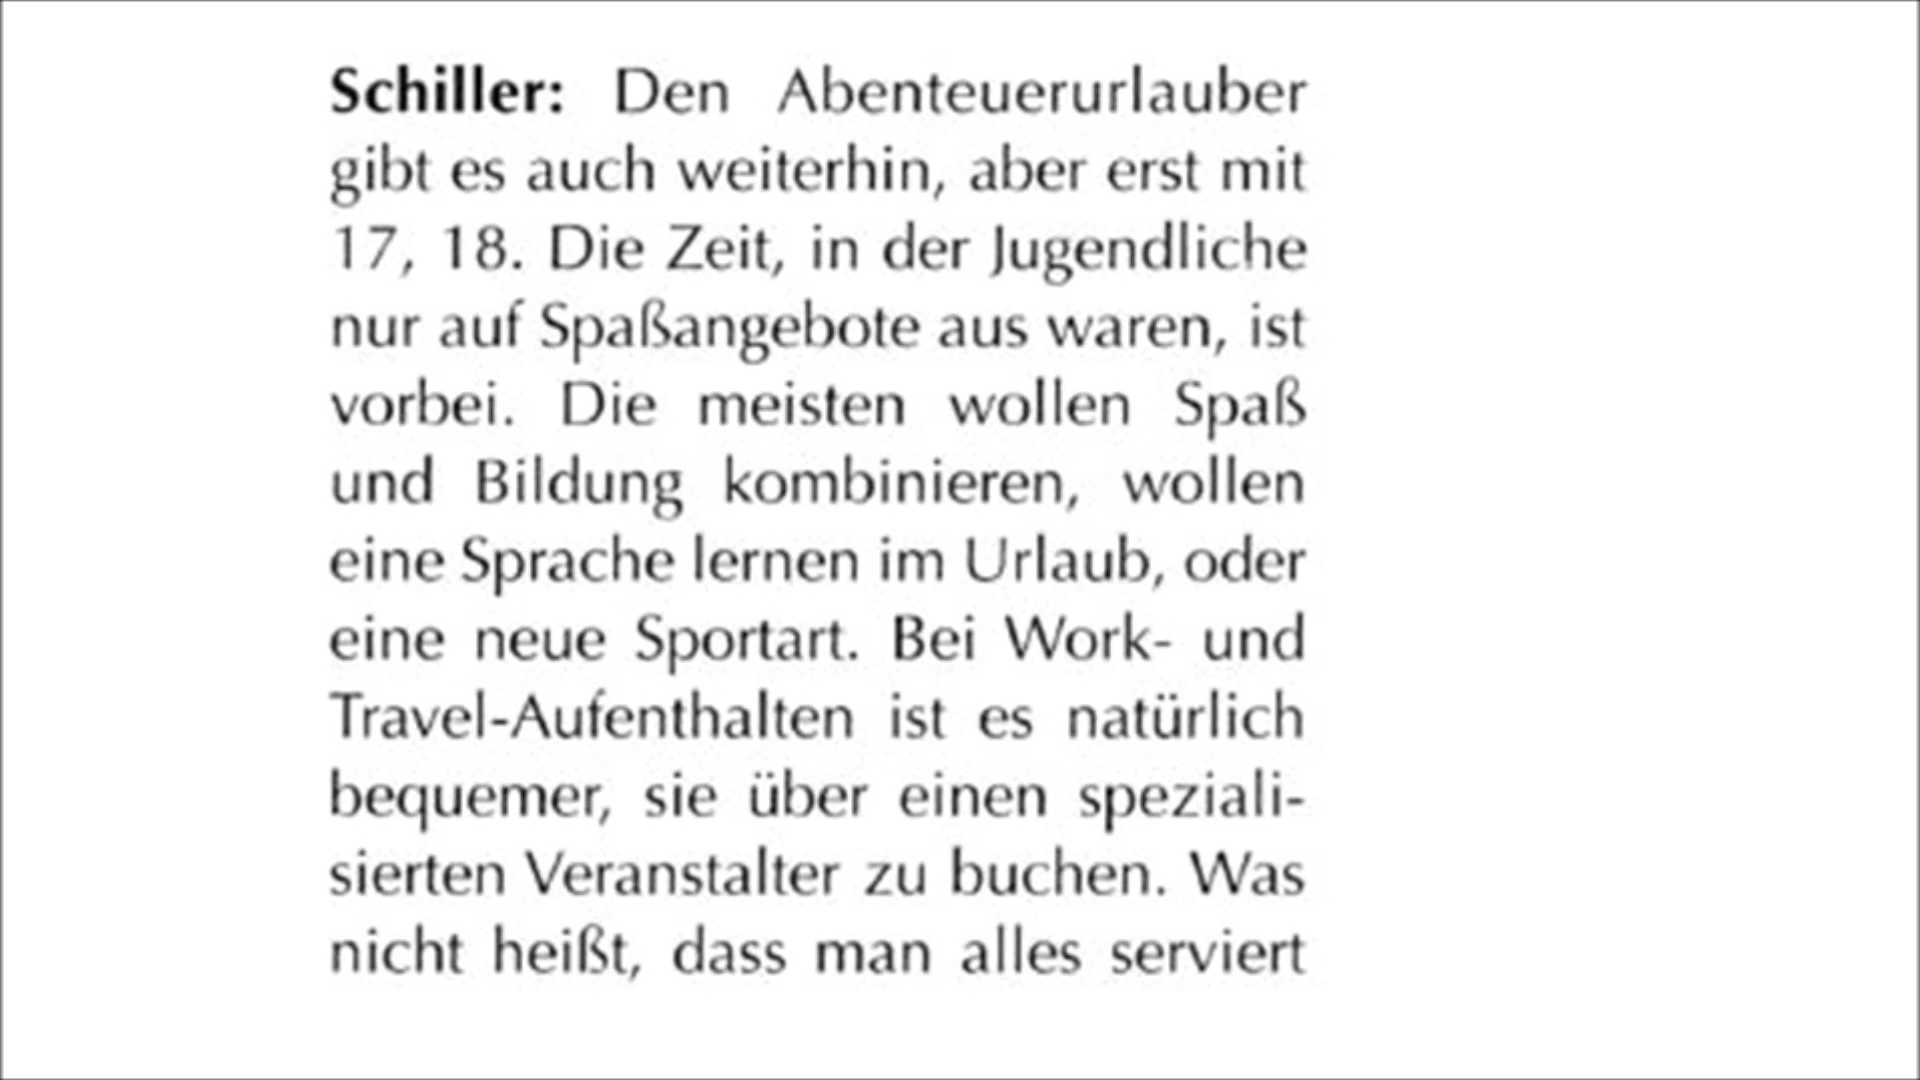 Schiller: Den Abenteuerurlauber
gibt es auch weiterhin, aber erst mit
17, 18. Die Zeit, in der Jugendliche
nur auf Spaßangebote aus waren, ist
vorbei. Die meisten wollen Spaß
und Bildung kombinieren, wollen
eine Sprache lernen im Urlaub, oder
eine neue Sportart. Bei Work- und
Travel-Aufenthalten ist es natürlich
bequemer, sie über einen speziali-
sierten Veranstalter zu buchen. Was
nicht heißt, dass man alles serviert